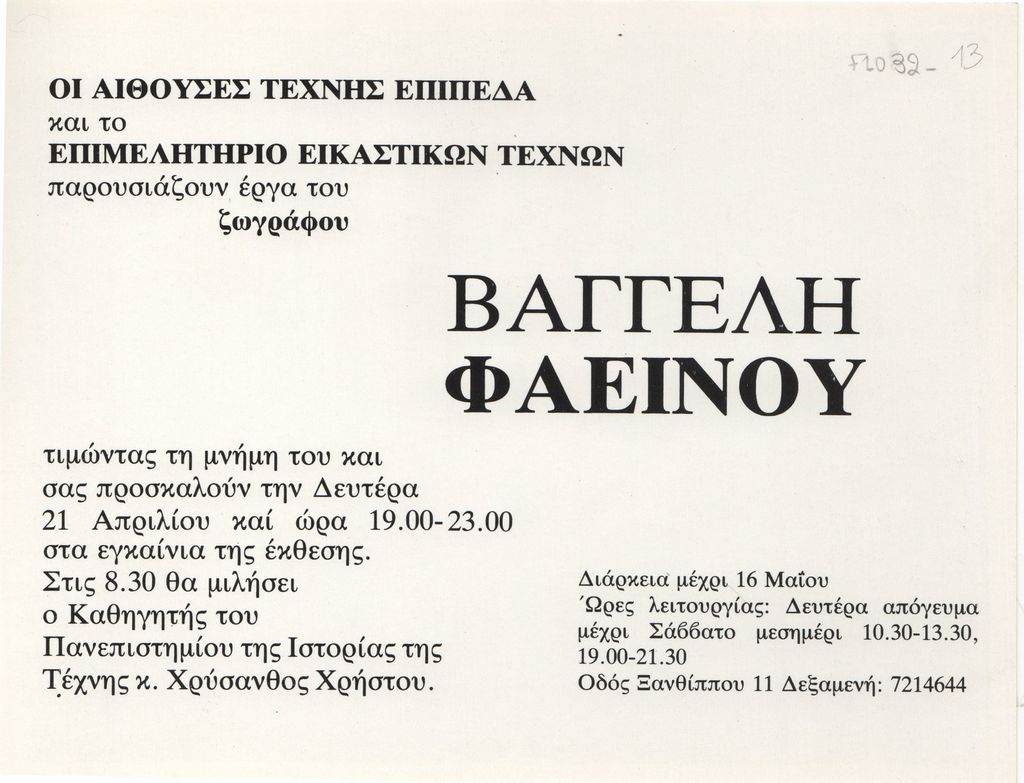 F1032- 13
ΟΙ ΑΙΘΟΥΣΕΣ ΤΕΧΝΗΣ ΕΠΙΠΕΔΑ
και το
ΕΠΙΜΕΛΗΤΗΡΙΟ ΕΙΚΑΣΤΙΚΩΝ ΤΕΧΝΩΝ
παρουσιάζουν έργα του
ζωγράφου
ΒΑΓΓΕΛΗ
ΦΑΕΙΝΟΥ
τιμώντας τη μνήμη του και
σας προσκαλούν την Δευτέρα
21 Απριλίου καί ώρα 19.00-23.00
στα εγκαίνια της έκθεσης.
Στις 8.30 θα μιλήσει
ο Καθηγητής του
Πανεπιστημίου της Ιστορίας της
Τέχνης κ. Χρύσανθος Χρήστου.
Διάρκεια μέχρι 16 Μαΐου
Ώρες λειτουργίας: Δευτέρα απόγευμα
μέχρι Σάββατο μεσημέρι 10.30-13.30,
19.00-21.30
Οδός Ξανθίππου 11 Δεξαμενή: 7214644